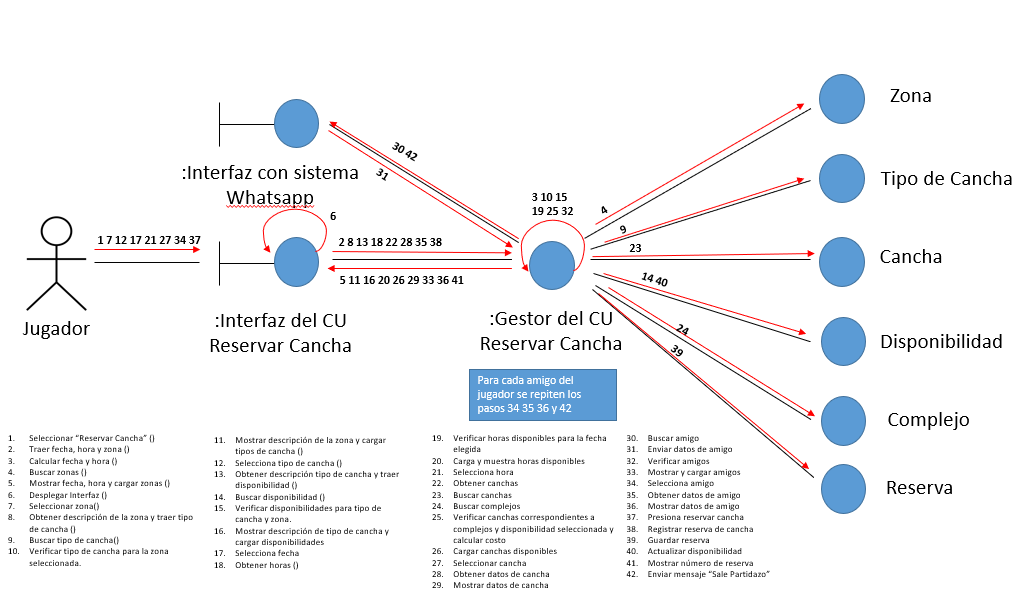 Zona
30 42
:Interfaz con sistema
Whatsapp
31
Tipo de Cancha
3 10 15
19 25 32
4
6
9
1 7 12 17 21 27 34 37
2 8 13 18 22 28 35 38
23
Cancha
5 11 16 20 26 29 33 36 41
14 40
Jugador
:Interfaz del CU
Reservar Cancha
:Gestor del CU
Reservar Cancha
24
39
Disponibilidad
Para cada amigo del
jugador se repiten los
pasos 34 35 36 y 42
Complejo
Reserva
1. Seleccionar “Reservar Cancha” ()
2. Traer fecha, hora y zona ()
3. Calcular fecha y hora ()
4. Buscar zonas ()
5. Mostrar fecha, hora y cargar zonas ()
6. Desplegar Interfaz ()
7. Seleccionar zona()
8. Obtener descripción de la zona y traer tipo
de cancha ()
9. Buscar tipo de cancha()
10. Verificar tipo de cancha para la zona
seleccionada.
11. Mostrar descripción de la zona y cargar
tipos de cancha ()
12. Selecciona tipo de cancha ()
13. Obtener descripción tipo de cancha y traer
disponibilidad ()
14. Buscar disponibilidad ()
15. Verificar disponibilidades para tipo de
cancha y zona.
16. Mostrar descripción de tipo de cancha y
cargar disponibilidades
17. Selecciona fecha
18. Obtener horas ()
19. Verificar horas disponibles para la fecha
elegida
20. Carga y muestra horas disponibles
21. Selecciona hora
22. Obtener canchas
23. Buscar canchas
24. Buscar complejos
25. Verificar canchas correspondientes a
complejos y disponibilidad seleccionada y
calcular costo
26. Cargar canchas disponibles
27. Seleccionar cancha
28. Obtener datos de cancha
29. Mostrar datos de cancha
30. Buscar amigo
31. Enviar datos de amigo
32. Verificar amigos
33. Mostrar y cargar amigos
34. Selecciona amigo
35. Obtener datos de amigo
36. Mostrar datos de amigo
37. Presiona reservar cancha
38. Registrar reserva de cancha
39. Guardar reserva
40. Actualizar disponibilidad
41. Mostrar número de reserva
42. Enviar mensaje “Sale Partidazo”